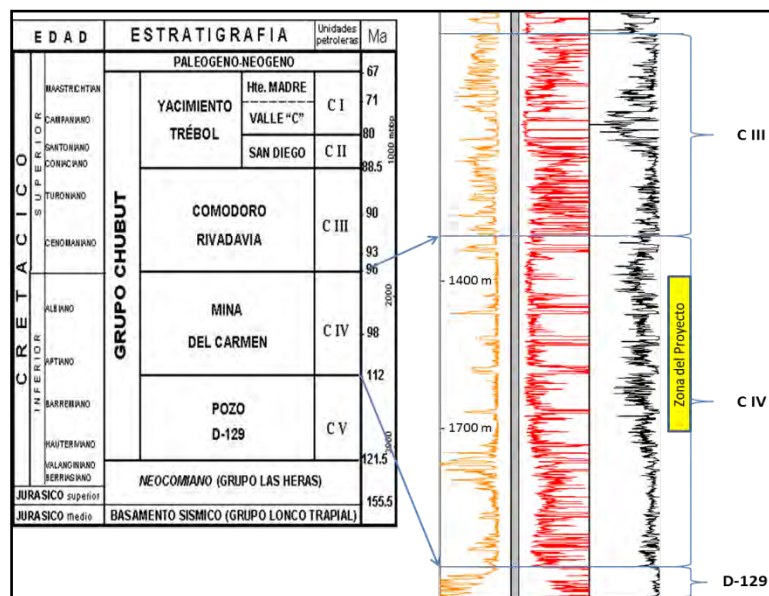 E D A D
ESTRATIGRAFIA
Unidades
petroleras
Ma
PALEOGENO-NEOGENO
67
CRETACICO
SUPERIOR
MAASTRICHTIAN
CAMPANIANO
SANTONIANO
CONIACIANO
TURONIANO
CENOMANIANO
INFERIOR
ALBIANO
APTIANO
BARREMIANO
HAUTERIVIANO
VALANGINIANO
BERRIASIANO
GRUPO CHUBUT
YACIMIENTO
TRÉBOL
Hte. MADRE
VALLE "C"
SAN DIEGO
C I
C II
71
80
88.5
1000 mbbp
COMODORO
RIVADAVIA
C III
90
93
96
MINA
DEL CARMEN
C IV
2000
98
112
POZO
D-129
C V
3000
121.5
NEOCOMIANO (GRUPO LAS HERAS)
JURASICO superior
155.5
JURASICO medio
BASAMENTO SISMICO (GRUPO LONCO TRAPIAL)
1400 m
1700 m
C III
Zona del Proyecto
C IV
D-129